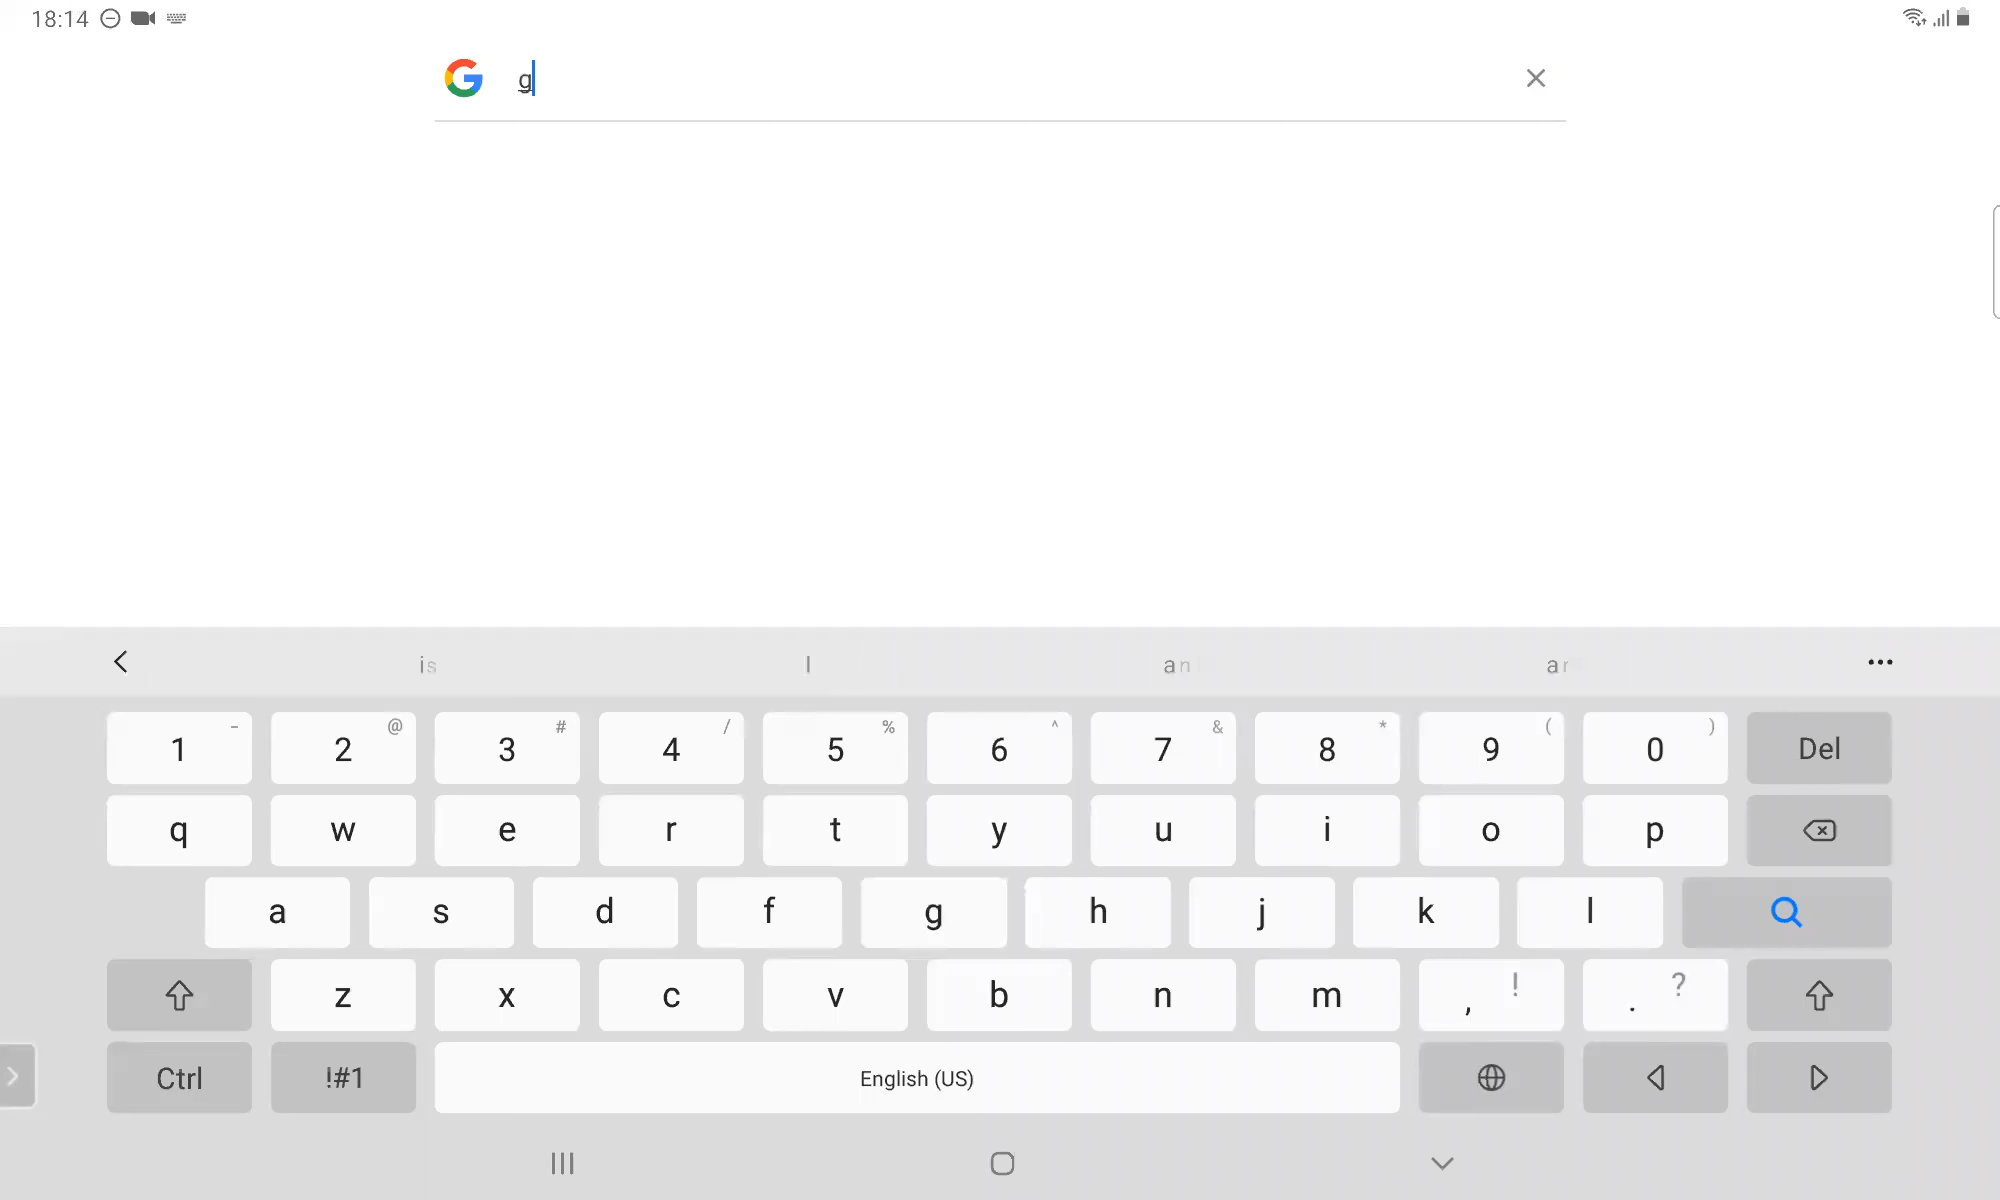 18:14
g
is I an ar
1 - 2 @ 3 # 4 / 5 % 6 ^ 7 & 8 * 9 ( 0 ) Del
q w e r t y u i o p
a s d f g h j k l
z x c v b n m , ! . ?
Ctrl !#1 English (US)